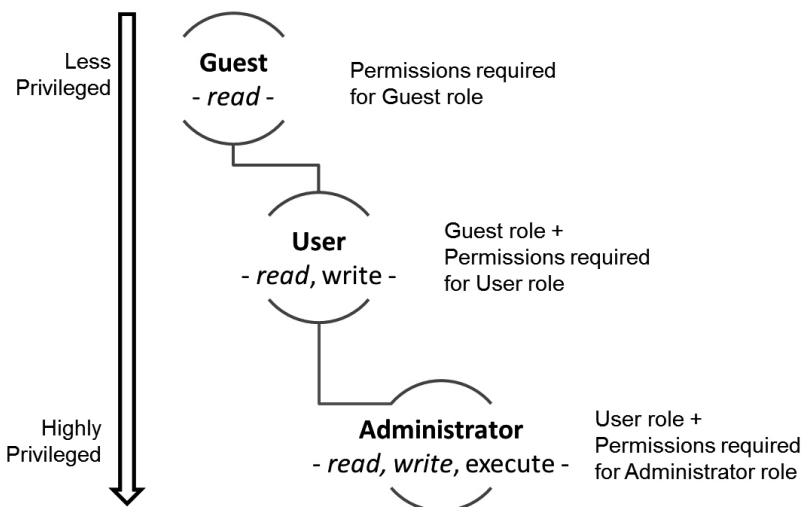 Less
Privileged
Guest
- read -
Permissions required
for Guest role
User
- read, write -
Guest role +
Permissions required
for User role
Highly
Privileged
Administrator
- read, write, execute -
User role +
Permissions required
for Administrator role